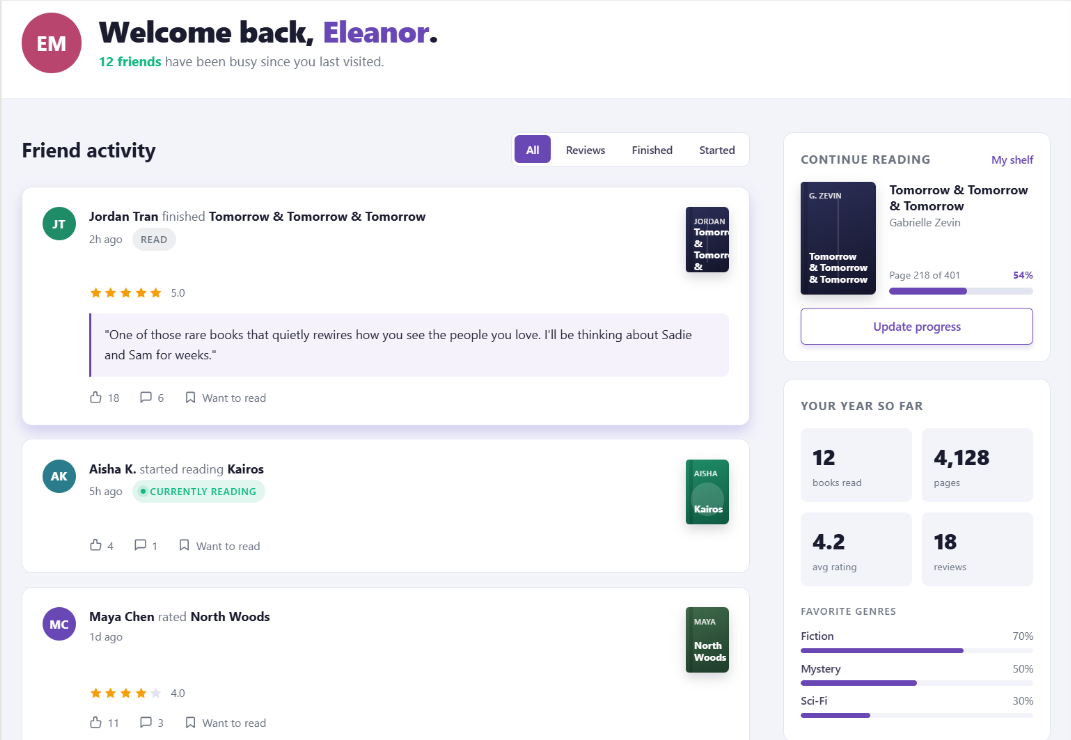 EM
Welcome back, Eleanor.
12 friends have been busy since you last visited.
Friend activity
All
Reviews
Finished
Started
JT
Jordan Tran finished Tomorrow & Tomorrow & Tomorrow
2h ago
READ
JORDAN
Tomorr
&
Tomorr
&
5.0
"One of those rare books that quietly rewires how you see the people you love. I'll be thinking about Sadie
and Sam for weeks."
18
6
Want to read
AK
Aisha K. started reading Kairos
5h ago
CURRENTLY READING
AISHA
Kairos
4
1
Want to read
MC
Maya Chen rated North Woods
1d ago
MAYA
North
Woods
4.0
11
3
Want to read
CONTINUE READING
My shelf
G. ZEVIN
Tomorrow
& Tomorrow
& Tomorrow
Tomorrow & Tomorrow
& Tomorrow
Gabrielle Zevin
Page 218 of 401
54%
Update progress
YOUR YEAR SO FAR
12
books read
4,128
pages
4.2
avg rating
18
reviews
FAVORITE GENRES
Fiction
70%
Mystery
50%
Sci-Fi
30%